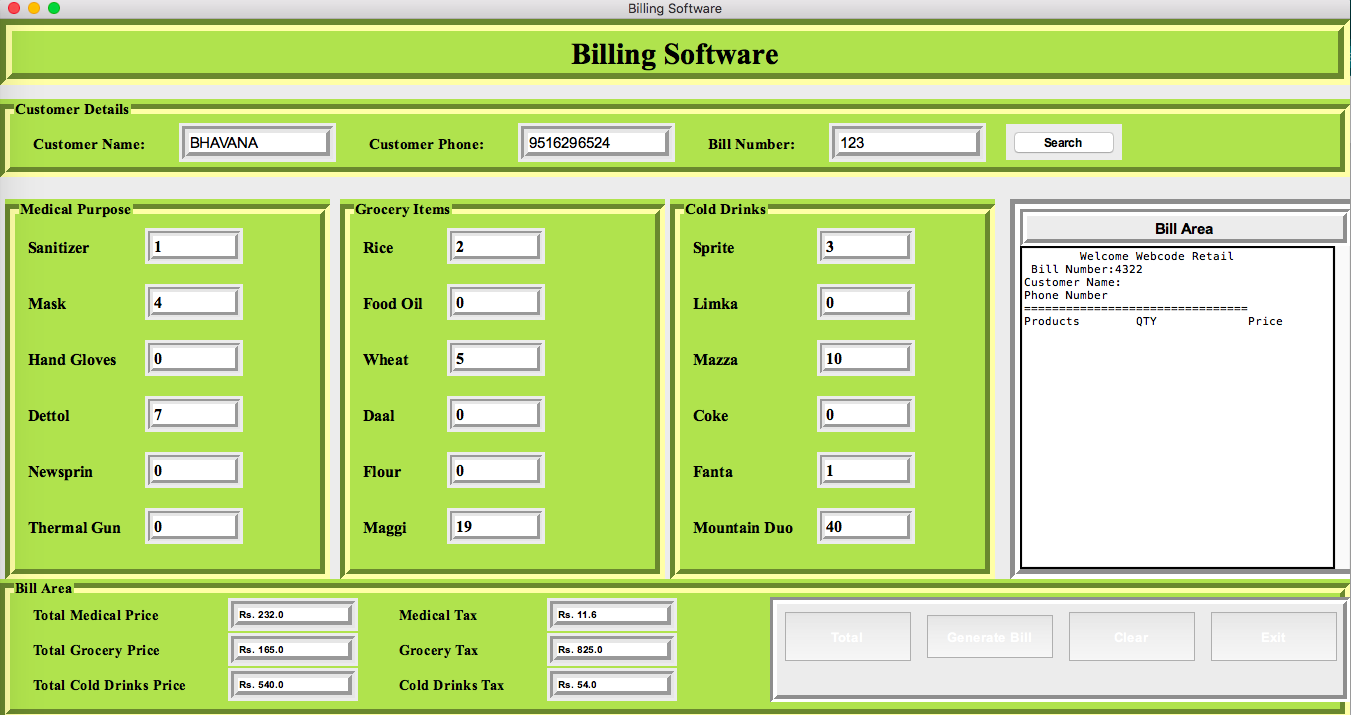 Billing Software
Billing Software
Customer Details
Customer Name: BHAVANA Customer Phone: 9516296524 Bill Number: 123 Search
Medical Purpose
Sanitizer 1
Mask 4
Hand Gloves 0
Dettol 7
Newsprin 0
Thermal Gun 0
Grocery Items
Rice 2
Food Oil 0
Wheat 5
Daal 0
Flour 0
Maggi 19
Cold Drinks
Sprite 3
Limka 0
Mazza 10
Coke 0
Fanta 1
Mountain Duo 40
Bill Area
Welcome Webcode Retail
Bill Number:4322
Customer Name:
Phone Number
================================
Products QTY Price
Bill Area
Total Medical Price Rs. 232.0 Medical Tax Rs. 11.6
Total Grocery Price Rs. 165.0 Grocery Tax Rs. 825.0
Total Cold Drinks Price Rs. 540.0 Cold Drinks Tax Rs. 54.0
Total Generate Bill Clear Exit